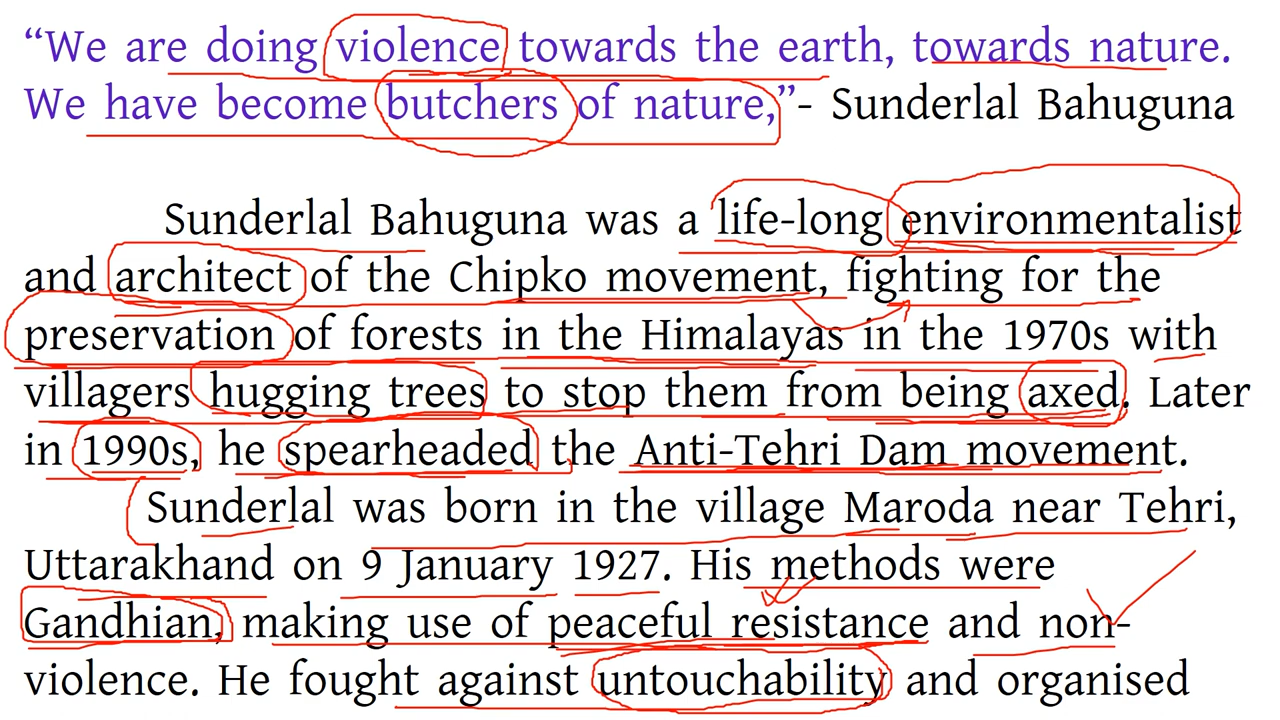 “We are doing violence towards the earth, towards nature.
We have become butchers of nature,”- Sunderlal Bahuguna
Sunderlal Bahuguna was a life-long environmentalist
and architect of the Chipko movement, fighting for the
preservation of forests in the Himalayas in the 1970s with
villagers hugging trees to stop them from being axed. Later
in 1990s, he spearheaded the Anti-Tehri Dam movement.
Sunderlal was born in the village Maroda near Tehri,
Uttarakhand on 9 January 1927. His methods were
Gandhian, making use of peaceful resistance and non-
violence. He fought against untouchability and organised